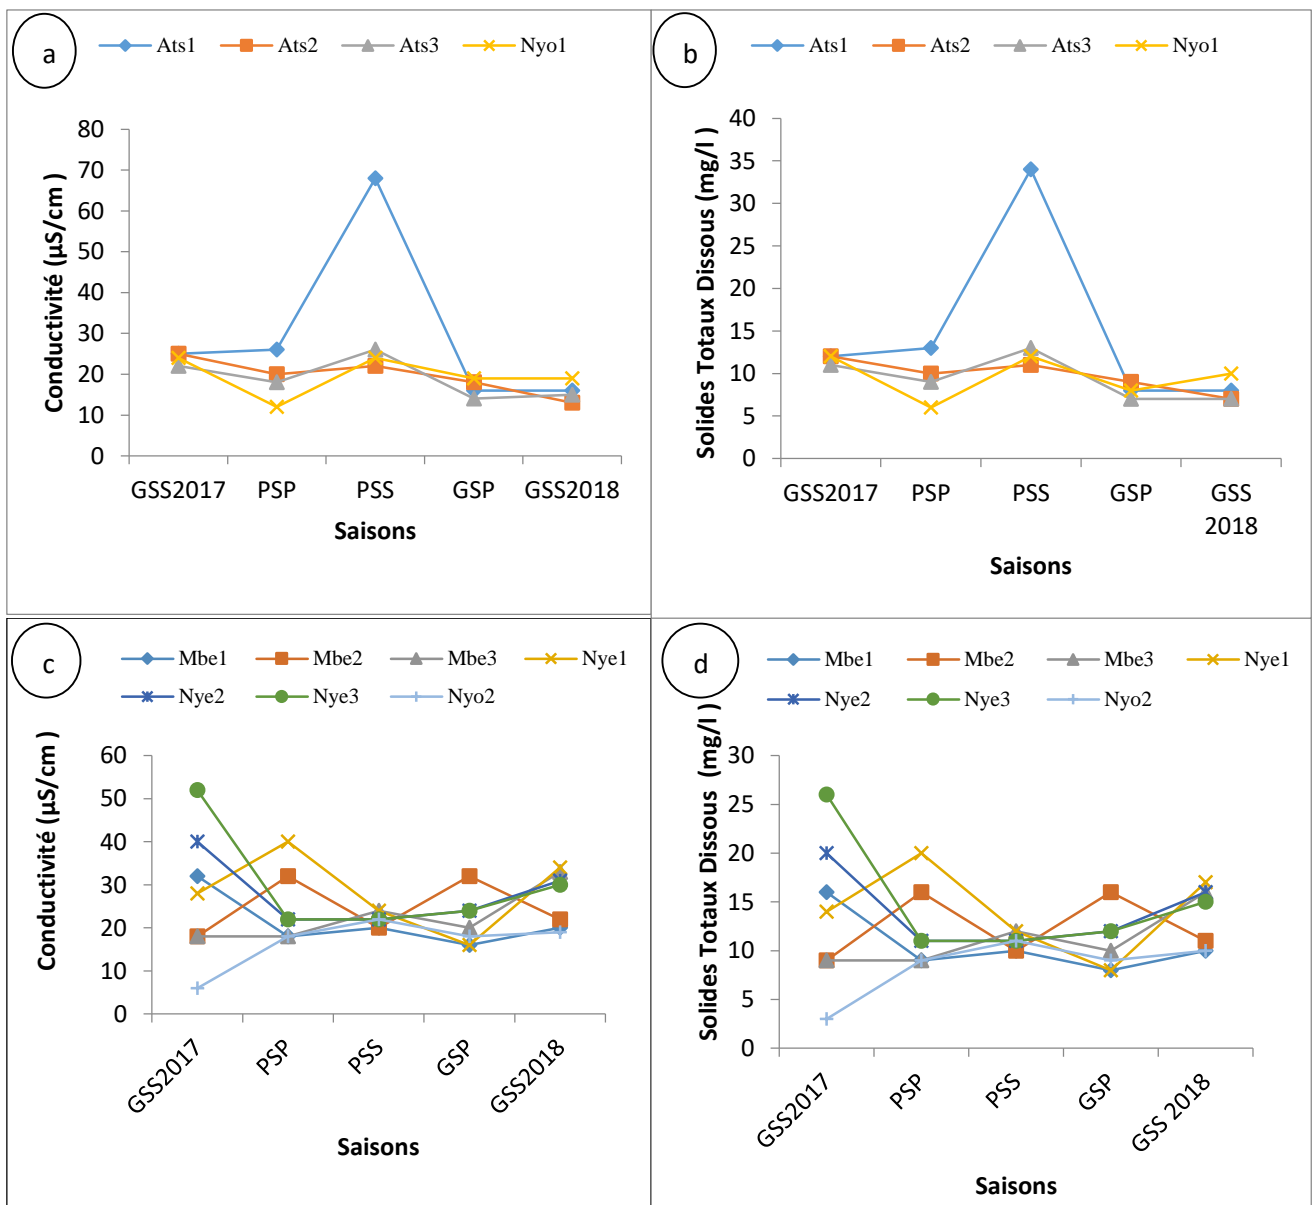 a
Ats1 Ats2 Ats3 Nyo1
Conductivité (µS/cm )
80
70
60
50
40
30
20
10
0
GSS2017 PSP PSS GSP GSS2018
Saisons
b
Ats1 Ats2 Ats3 Nyo1
Solides Totaux Dissous (mg/l )
40
35
30
25
20
15
10
5
0
GSS2017 PSP PSS GSP GSS
2018
Saisons
c
Mbe1 Mbe2 Mbe3 Nye1
Nye2 Nye3 Nyo2
Conductivité (µS/cm )
60
50
40
30
20
10
0
GSS2017 PSP PSS GSP GSS2018
Saisons
d
Mbe1 Mbe2 Mbe3 Nye1
Nye2 Nye3 Nyo2
Solides Totaux Dissous (mg/l )
30
25
20
15
10
5
0
GSS2017 PSP PSS GSP GSS 2018
Saisons